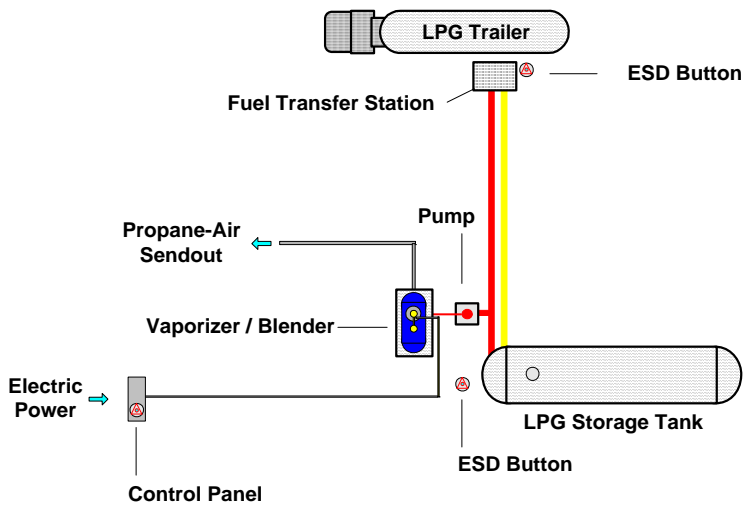 LPG Trailer
ESD Button
Fuel Transfer Station
Pump
Propane-Air
Sendout
Vaporizer / Blender
Electric
Power
LPG Storage Tank
ESD Button
Control Panel